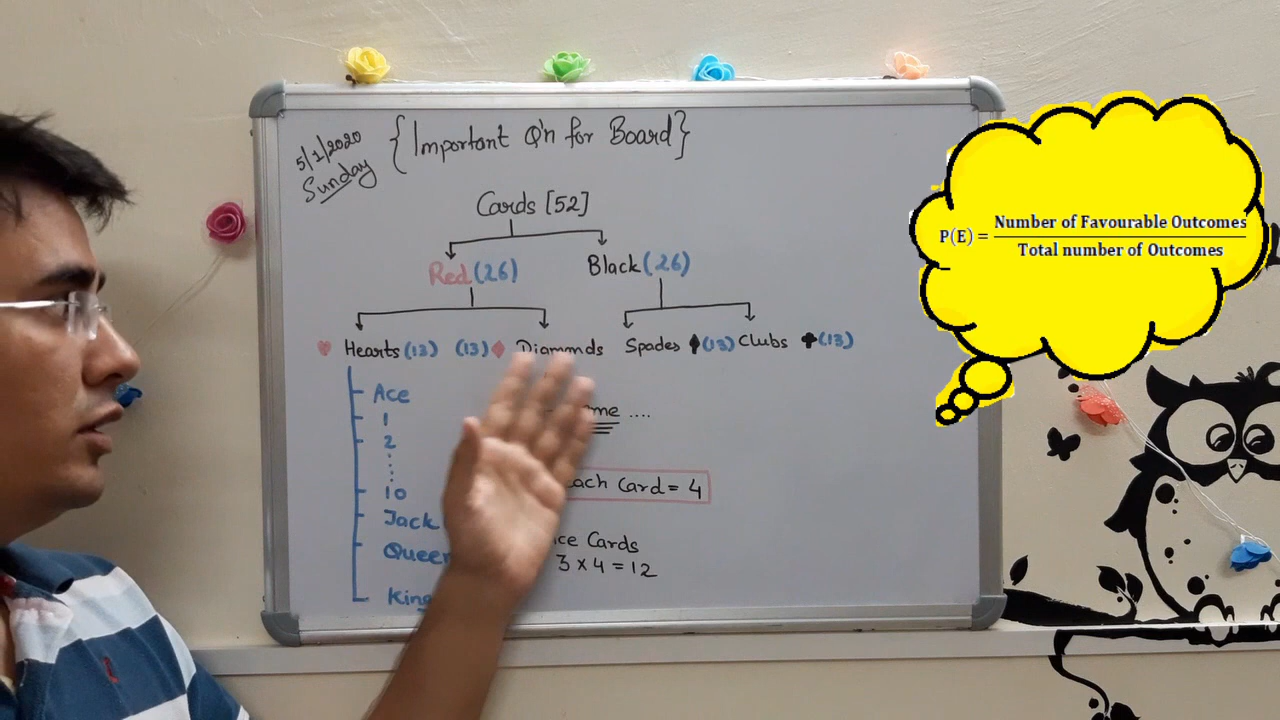 5/1/2020
Sunday
{Important Q'n for Board}
Cards [52]
Red (26)
Black (26)
Hearts (13) (13) Diamonds Spades (13) Clubs (13)
Ace
1
2
10
Jack
Queen
King
....
Card = 4
Cards
3 x 4 = 12
P(E) = Number of Favourable Outcomes
Total number of Outcomes